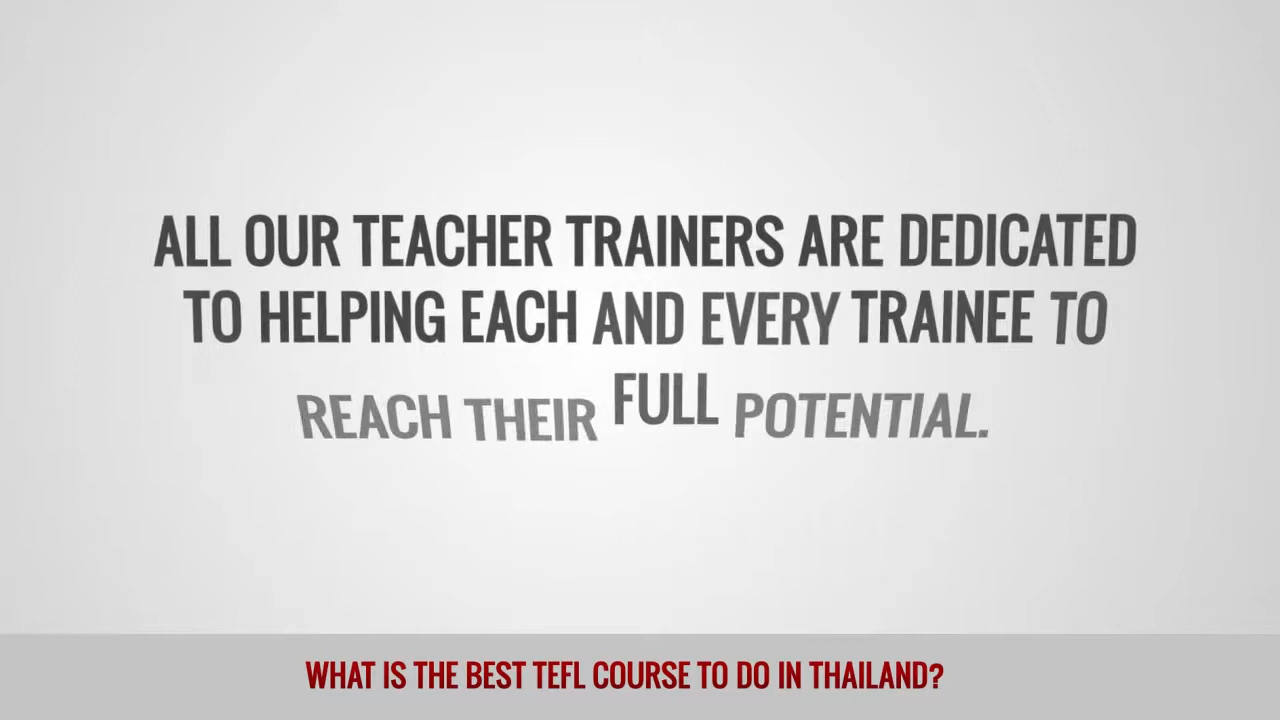 ALL OUR TEACHER TRAINERS ARE DEDICATED
TO HELPING EACH AND EVERY TRAINEE TO
REACH THEIR FULL POTENTIAL.
WHAT IS THE BEST TEFL COURSE TO DO IN THAILAND?